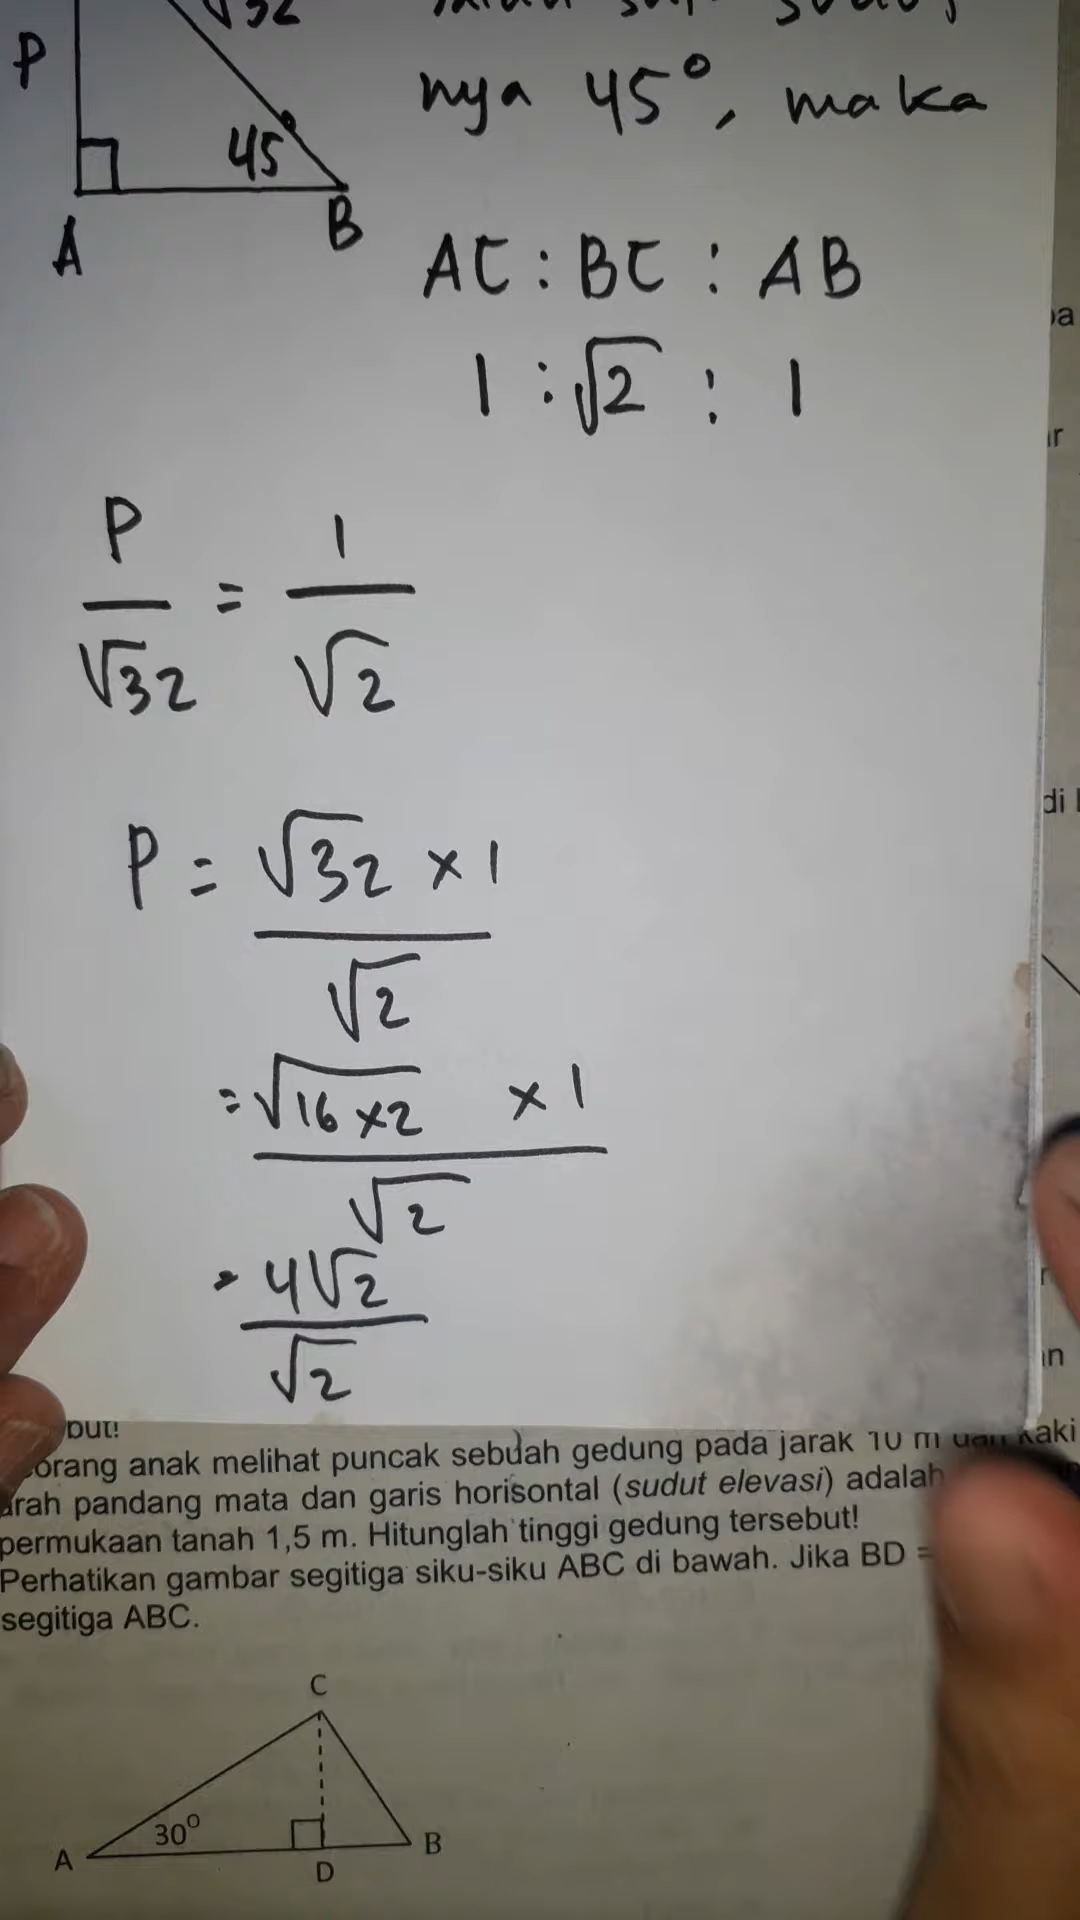 P
√32
nya 45°, maka
45
A
B
AC : BC : AB
1 : √2 : 1
P/√32 = 1/√2
P = √32 x 1
√2
= √16 x 2 x 1
√2
= 4√2
√2
but!
orang anak melihat puncak sebuah gedung pada jarak 10 m dan kaki
arah pandang mata dan garis horisontal (sudut elevasi) adalah
permukaan tanah 1,5 m. Hitunglah tinggi gedung tersebut!
Perhatikan gambar segitiga siku-siku ABC di bawah. Jika BD =
segitiga ABC.
C
30°
A
D
B
di